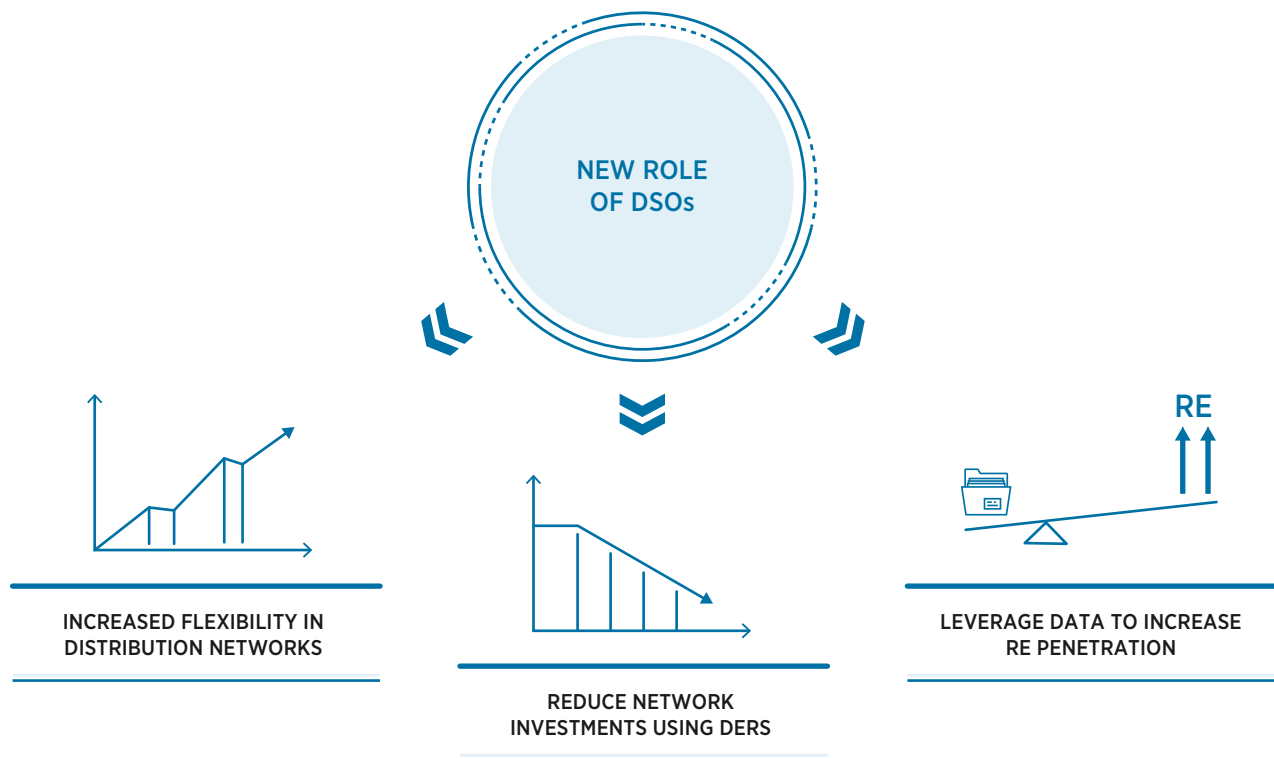 NEW ROLE
OF DSOs
RE
INCREASED FLEXIBILITY IN
DISTRIBUTION NETWORKS
REDUCE NETWORK
INVESTMENTS USING DERS
LEVERAGE DATA TO INCREASE
RE PENETRATION